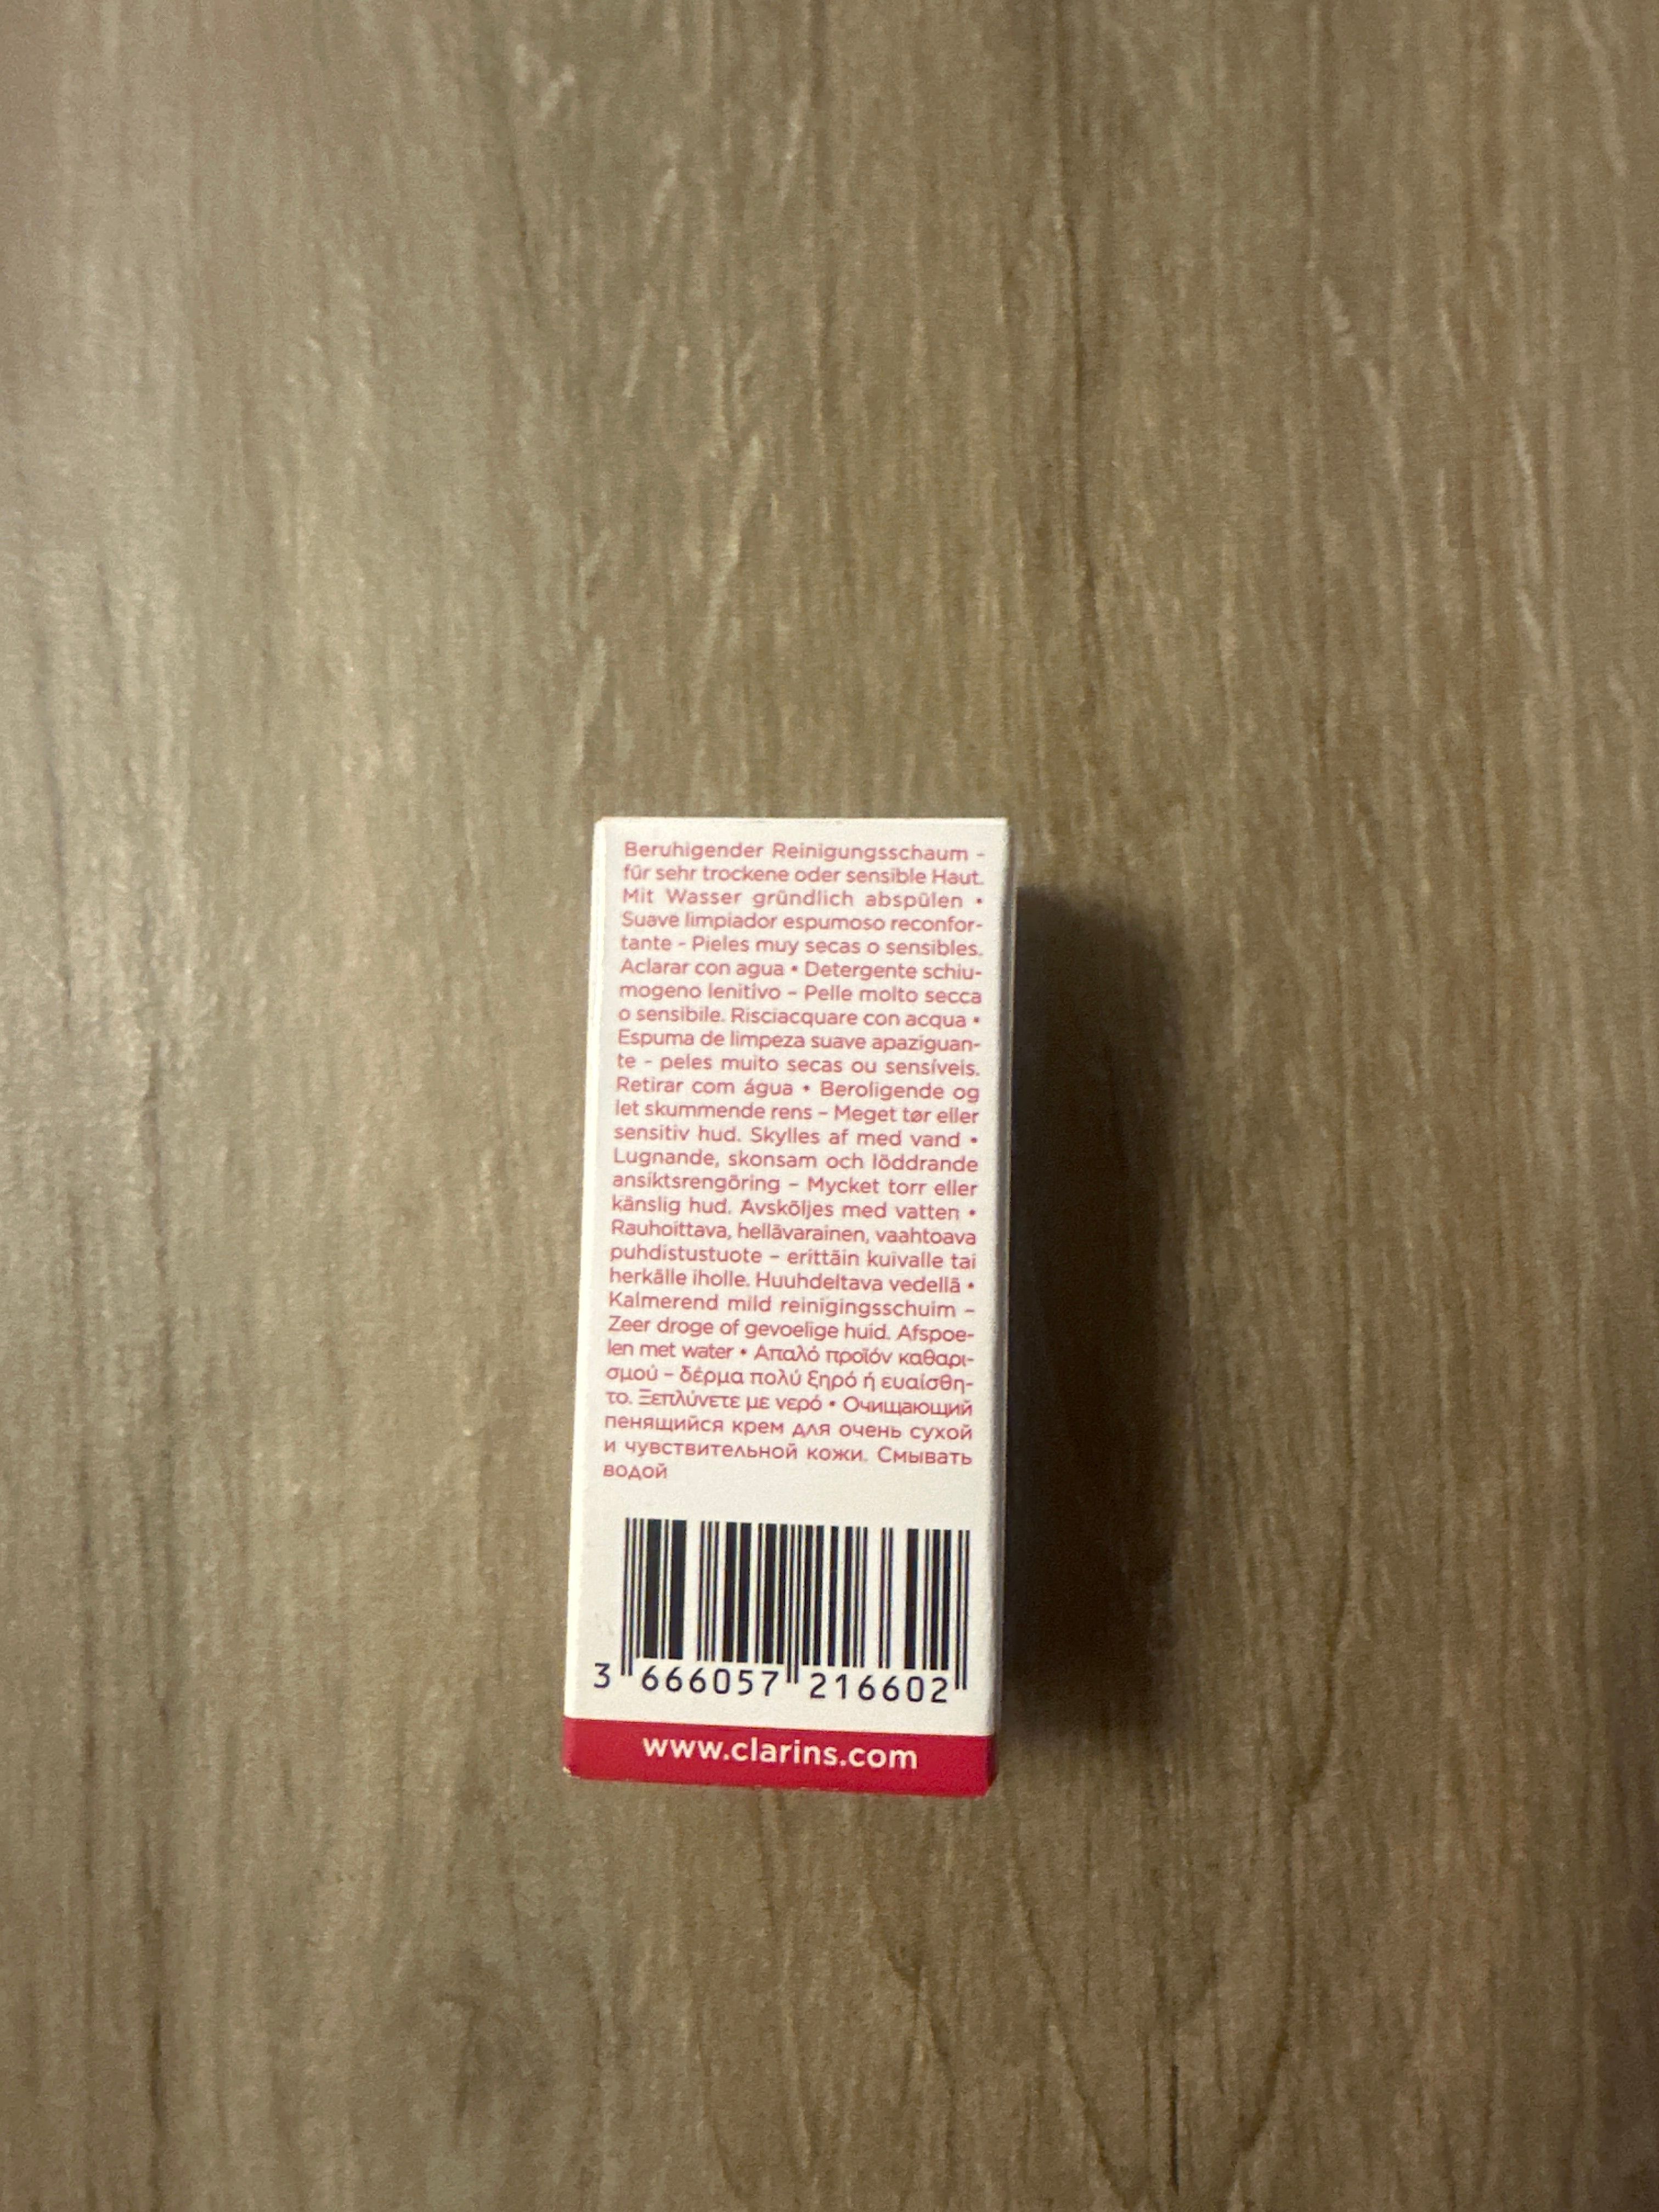 Beruhigender Reinigungsschaum -
für sehr trockene oder sensible Haut.
Mit Wasser gründlich abspülen •
Suave limpiador espumoso reconfor-
tante - Pieles muy secas o sensibles.
Aclarar con agua • Detergente schiu-
mogeno lenitivo – Pelle molto secca
o sensibile. Risciacquare con acqua •
Espuma de limpeza suave apaziguan-
te - peles muito secas ou sensíveis.
Retirar com água • Beroligende og
let skummende rens – Meget tør eller
sensitiv hud. Skylles af med vand •
Lugnande, skonsam och löddrande
ansiktsrengöring – Mycket torr eller
känslig hud. Avsköljes med vatten •
Rauhoittava, hellävarainen, vaahtoava
puhdistustuote – erittäin kuivalle tai
herkälle iholle. Huuhdeltava vedellä •
Kalmerend mild reinigingsschuim –
Zeer droge of gevoelige huid. Afspoe-
len met water • Απαλό προϊόν καθαρι-
σμού – δέρμα πολύ ξηρό ή ευαίσθη-
το. Ξεπλύνετε με νερό • Очищающий
пенящийся крем для очень сухой
и чувствительной кожи. Смывать
водой
3 666057 216602
www.clarins.com